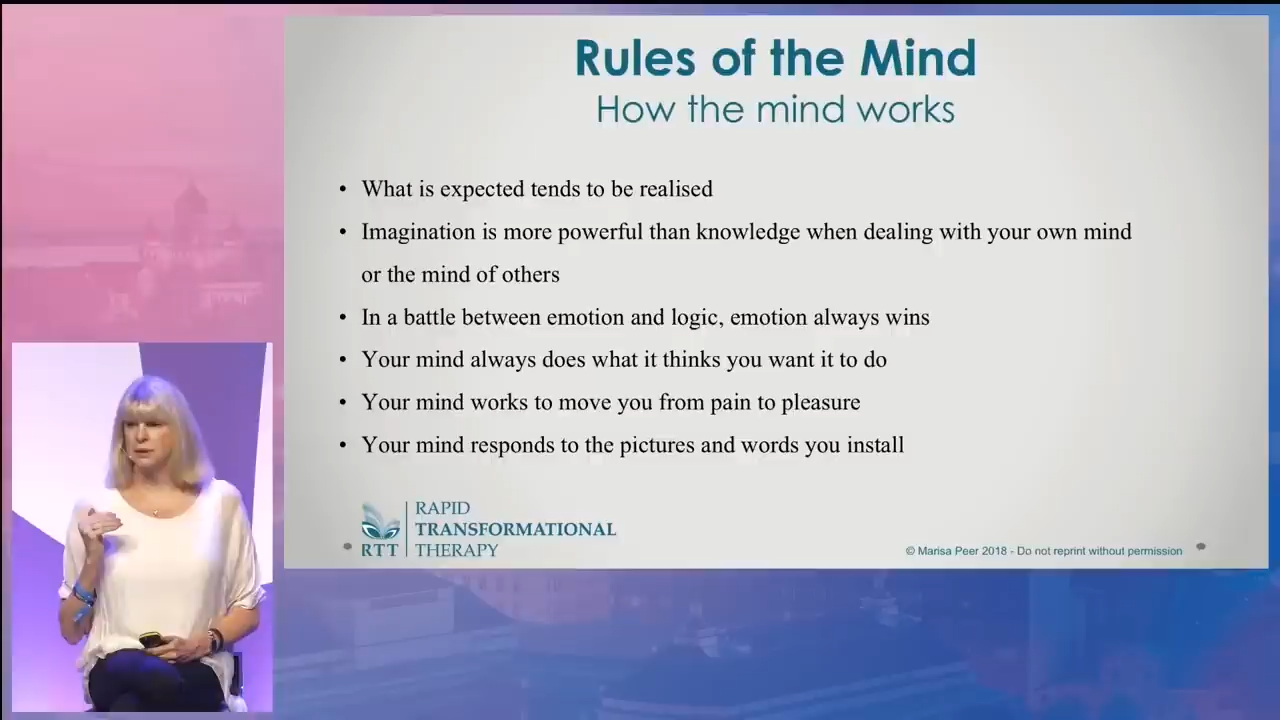 Rules of the Mind
How the mind works
• What is expected tends to be realised
• Imagination is more powerful than knowledge when dealing with your own mind
or the mind of others
• In a battle between emotion and logic, emotion always wins
• Your mind always does what it thinks you want it to do
• Your mind works to move you from pain to pleasure
• Your mind responds to the pictures and words you install
RTT
RAPID
TRANSFORMATIONAL
THERAPY
© Marisa Peer 2018 - Do not reprint without permission